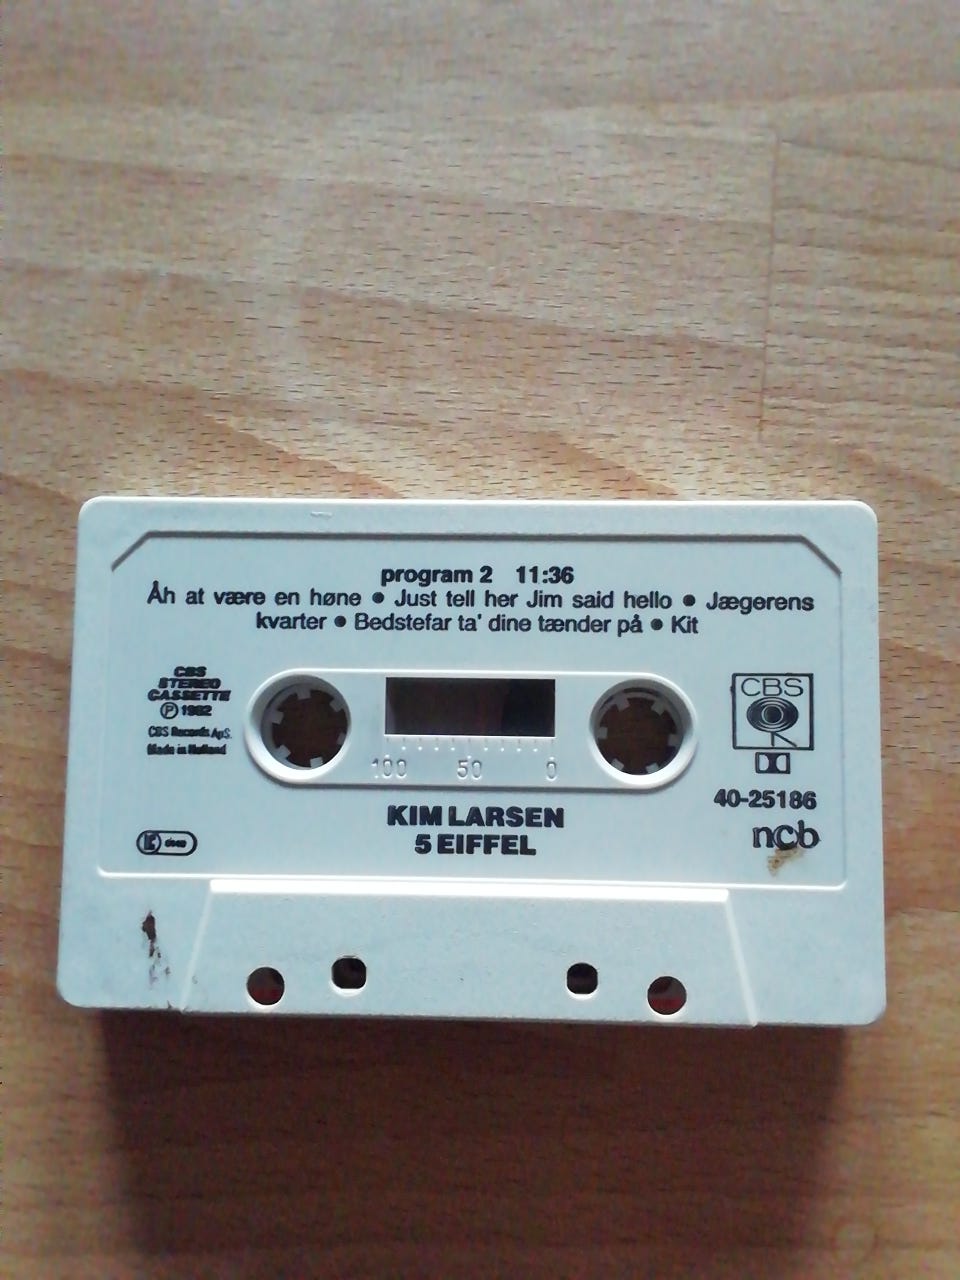 program 2 11:36
Åh at være en høne • Just tell her Jim said hello • Jægerens
kvarter • Bedstefar ta' dine tænder på • Kit
CBS
STEREO
CASSETTE
Ⓟ 1982
CBS Records ApS.
Made in Holland
100 50 0
CBS
40-25186
ncb
KIM LARSEN
5 EIFFEL